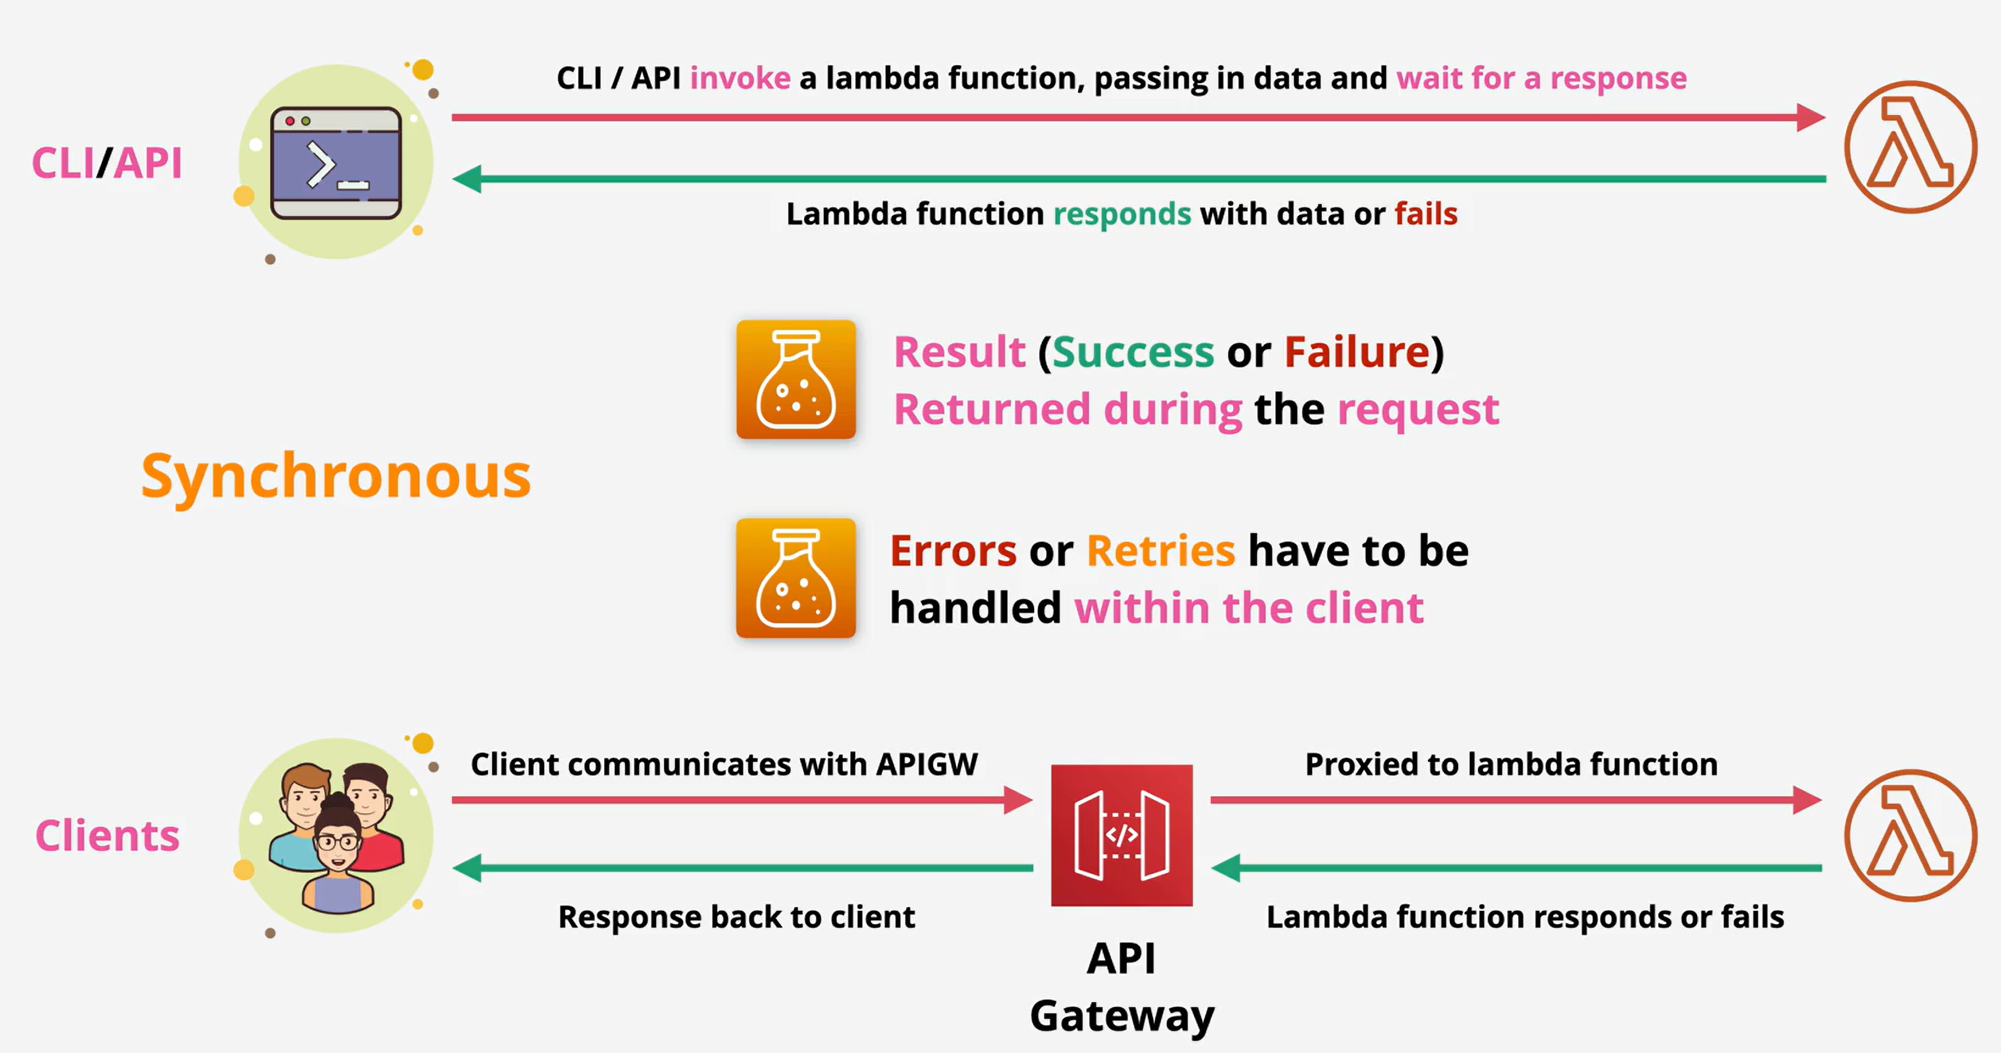 CLI / API invoke a lambda function, passing in data and wait for a response
CLI/API
Lambda function responds with data or fails
Result (Success or Failure)
Returned during the request
Synchronous
Errors or Retries have to be
handled within the client
Client communicates with APIGW
Proxied to lambda function
Clients
</>
Response back to client
Lambda function responds or fails
API
Gateway